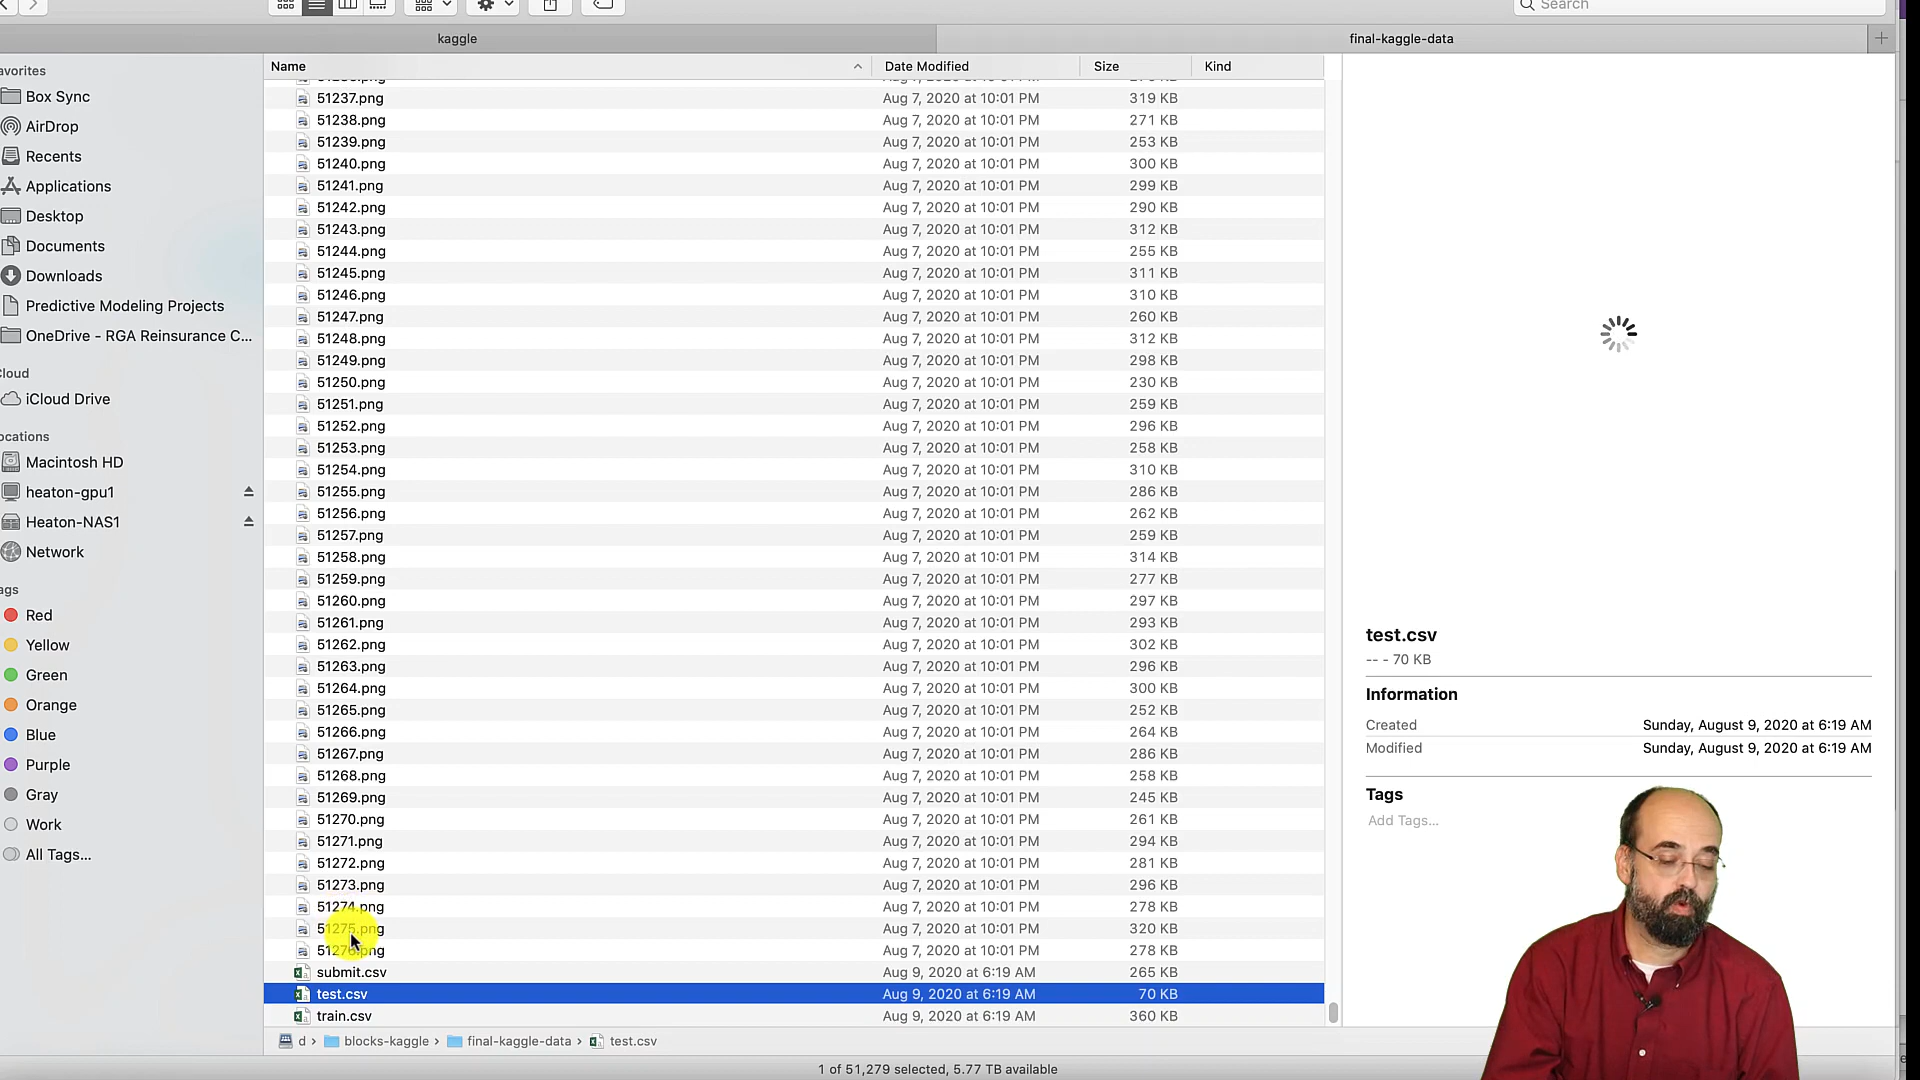 Search
kaggle
final-kaggle-data
avorites
Box Sync
AirDrop
Recents
Applications
Desktop
Documents
Downloads
Predictive Modeling Projects
OneDrive - RGA Reinsurance C...
Cloud
iCloud Drive
ocations
Macintosh HD
heaton-gpu1
Heaton-NAS1
Network
ags
Red
Yellow
Green
Orange
Blue
Purple
Gray
Work
All Tags...
Name Date Modified Size Kind
51237.png Aug 7, 2020 at 10:01 PM 319 KB
51238.png Aug 7, 2020 at 10:01 PM 271 KB
51239.png Aug 7, 2020 at 10:01 PM 253 KB
51240.png Aug 7, 2020 at 10:01 PM 300 KB
51241.png Aug 7, 2020 at 10:01 PM 299 KB
51242.png Aug 7, 2020 at 10:01 PM 290 KB
51243.png Aug 7, 2020 at 10:01 PM 312 KB
51244.png Aug 7, 2020 at 10:01 PM 255 KB
51245.png Aug 7, 2020 at 10:01 PM 311 KB
51246.png Aug 7, 2020 at 10:01 PM 310 KB
51247.png Aug 7, 2020 at 10:01 PM 260 KB
51248.png Aug 7, 2020 at 10:01 PM 312 KB
51249.png Aug 7, 2020 at 10:01 PM 298 KB
51250.png Aug 7, 2020 at 10:01 PM 230 KB
51251.png Aug 7, 2020 at 10:01 PM 259 KB
51252.png Aug 7, 2020 at 10:01 PM 296 KB
51253.png Aug 7, 2020 at 10:01 PM 258 KB
51254.png Aug 7, 2020 at 10:01 PM 310 KB
51255.png Aug 7, 2020 at 10:01 PM 286 KB
51256.png Aug 7, 2020 at 10:01 PM 262 KB
51257.png Aug 7, 2020 at 10:01 PM 259 KB
51258.png Aug 7, 2020 at 10:01 PM 314 KB
51259.png Aug 7, 2020 at 10:01 PM 277 KB
51260.png Aug 7, 2020 at 10:01 PM 297 KB
51261.png Aug 7, 2020 at 10:01 PM 293 KB
51262.png Aug 7, 2020 at 10:01 PM 302 KB
51263.png Aug 7, 2020 at 10:01 PM 296 KB
51264.png Aug 7, 2020 at 10:01 PM 300 KB
51265.png Aug 7, 2020 at 10:01 PM 252 KB
51266.png Aug 7, 2020 at 10:01 PM 264 KB
51267.png Aug 7, 2020 at 10:01 PM 286 KB
51268.png Aug 7, 2020 at 10:01 PM 258 KB
51269.png Aug 7, 2020 at 10:01 PM 245 KB
51270.png Aug 7, 2020 at 10:01 PM 261 KB
51271.png Aug 7, 2020 at 10:01 PM 294 KB
51272.png Aug 7, 2020 at 10:01 PM 281 KB
51273.png Aug 7, 2020 at 10:01 PM 296 KB
51274.png Aug 7, 2020 at 10:01 PM 278 KB
51275.png Aug 7, 2020 at 10:01 PM 320 KB
51276.png Aug 7, 2020 at 10:01 PM 278 KB
submit.csv Aug 9, 2020 at 6:19 AM 265 KB
test.csv Aug 9, 2020 at 6:19 AM 70 KB
train.csv Aug 9, 2020 at 6:19 AM 360 KB
d › blocks-kaggle › final-kaggle-data › test.csv
1 of 51,279 selected, 5.77 TB available
test.csv
-- - 70 KB
Information
Created Sunday, August 9, 2020 at 6:19 AM
Modified Sunday, August 9, 2020 at 6:19 AM
Tags
Add Tags...